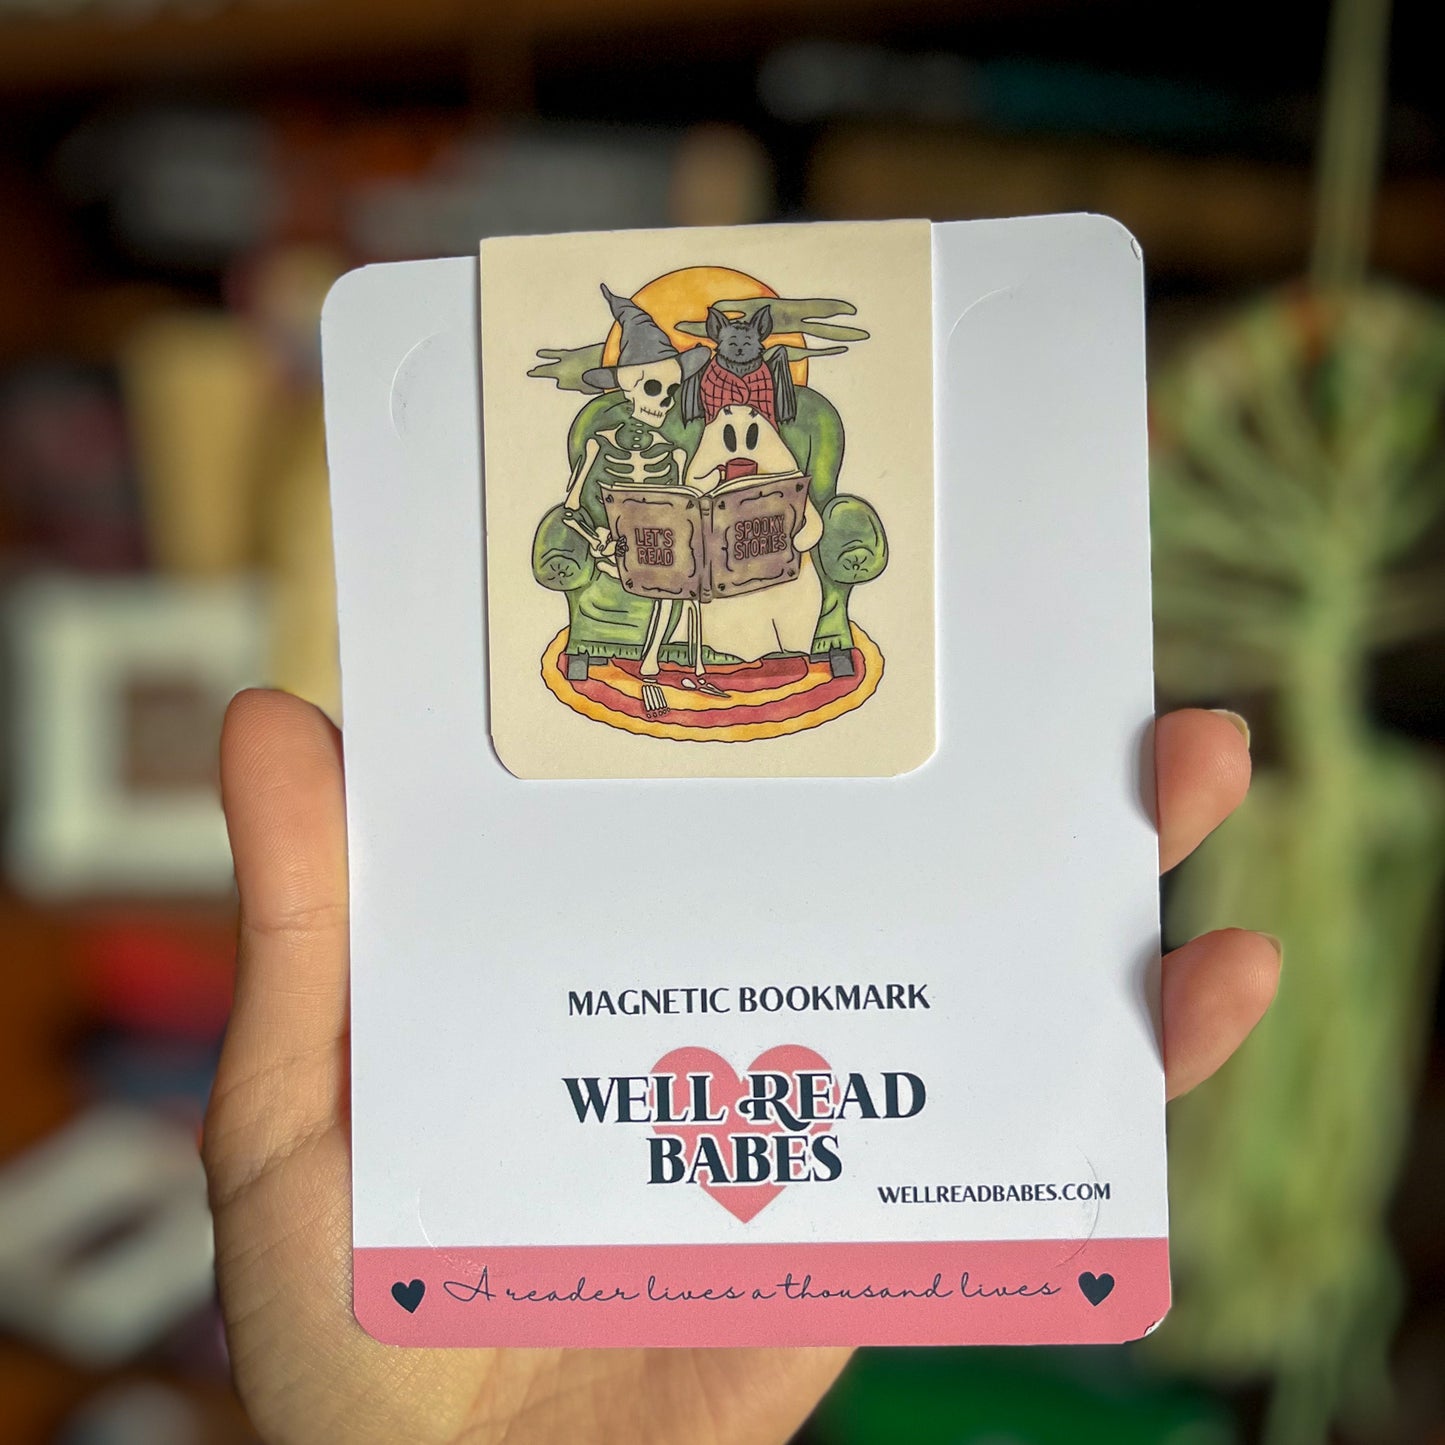 LET'S
READ
SPOOKY
STORIES
MAGNETIC BOOKMARK
WELL READ
BABES
WELLREADBABES.COM
A reader lives a thousand lives